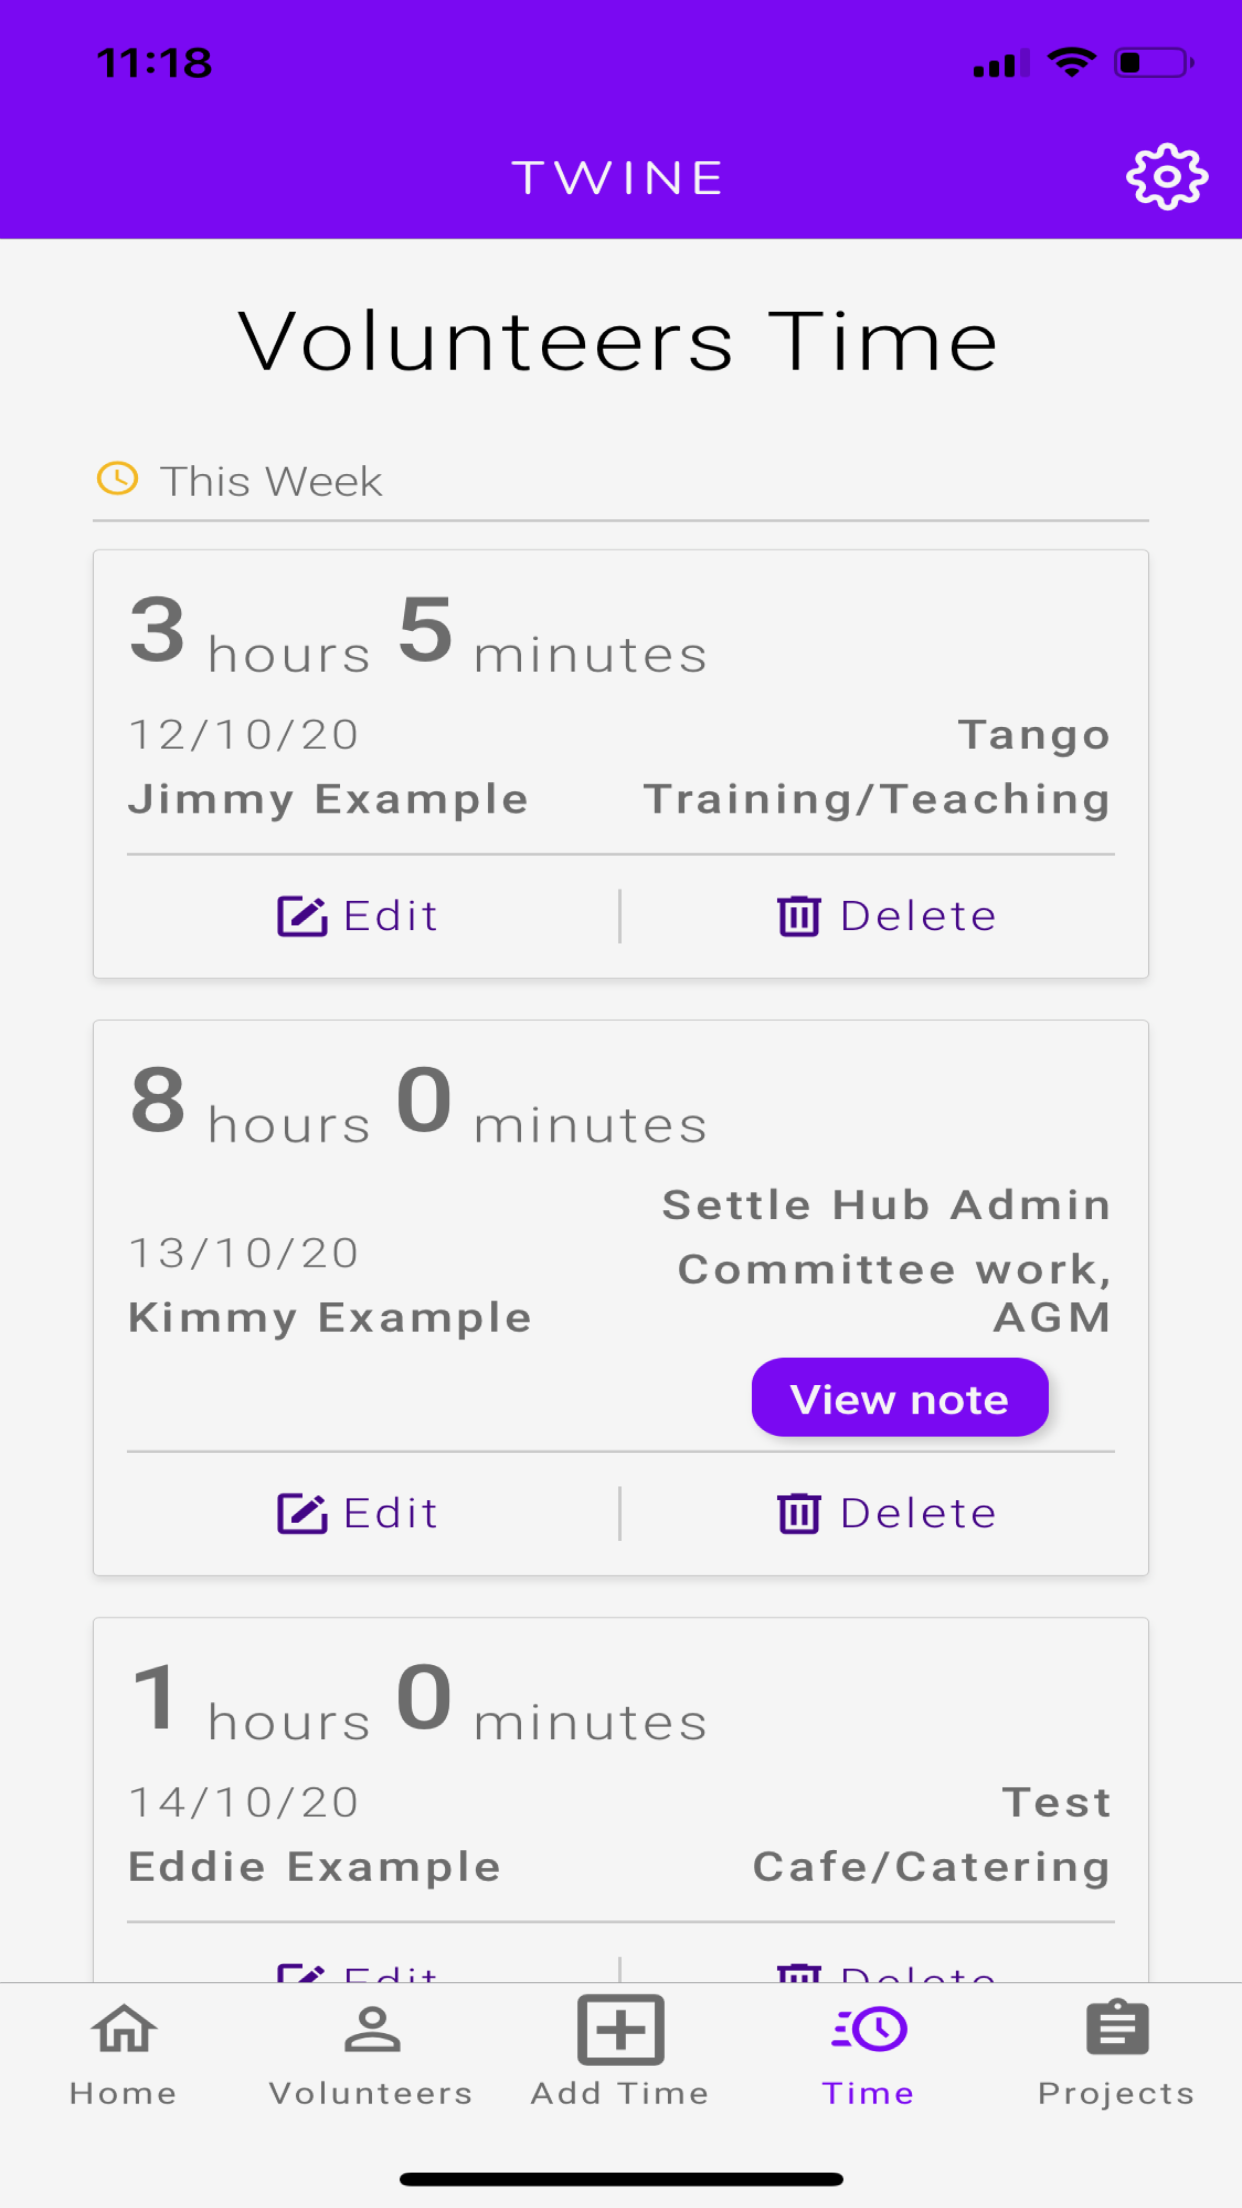 11:18
TWINE
Volunteers Time
This Week
3 hours 5 minutes
12/10/20
Tango
Jimmy Example
Training/Teaching
Edit
Delete
8 hours 0 minutes
Settle Hub Admin
13/10/20
Committee work,
Kimmy Example
AGM
View note
Edit
Delete
1 hours 0 minutes
14/10/20
Test
Eddie Example
Cafe/Catering
Edit
Delete
Home
Volunteers
Add Time
Time
Projects